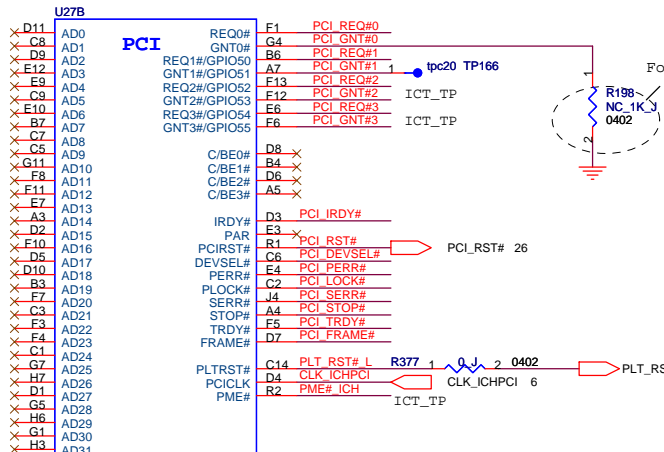 U27B
PCI
D11 AD0 REQ0# F1 PCI_REQ#0
C8 AD1 GNT0# G4 PCI_GNT#0
D9 AD2 REQ1#/GPIO50 B6 PCI_REQ#1
E12 AD3 GNT1#/GPIO51 A7 PCI_GNT#1 1 tpc20 TP166
E9 AD4 REQ2#/GPIO52 F13 PCI_REQ#2 ICT_TP
C9 AD5 GNT2#/GPIO53 F12 PCI_GNT#2
E10 AD6 REQ3#/GPIO54 E6 PCI_REQ#3 ICT_TP
B7 AD7 GNT3#/GPIO55 F6 PCI_GNT#3
Fo
1
R198
NC_1K_J
0402
2
C7 AD8
C5 AD9 C/BE0# D8
G11 AD10 C/BE1# B4
F8 AD11 C/BE2# D6
F11 AD12 C/BE3# A5
E7 AD13
A3 AD14 IRDY# D3 PCI_IRDY#
D2 AD15 PAR E3
F10 AD16 PCIRST# R1 PCI_RST# PCI_RST# 26
D5 AD17 DEVSEL# C6 PCI_DEVSEL#
D10 AD18 PERR# E4 PCI_PERR#
B3 AD19 PLOCK# C2 PCI_LOCK#
F7 AD20 SERR# J4 PCI_SERR#
C3 AD21 STOP# A4 PCI_STOP#
F3 AD22 TRDY# F5 PCI_TRDY#
F4 AD23 FRAME# D7 PCI_FRAME#
C1 AD24
G7 AD25 PLTRST# C14 PLT_RST#_L R377 1 0_J 2 0402 PLT_RS
H7 AD26 PCICLK D4 CLK_ICHPCI CLK_ICHPCI 6
D1 AD27 PME# R2 PME#_ICH ICT_TP
G5 AD28
H6 AD29
G1 AD30
H3 AD31